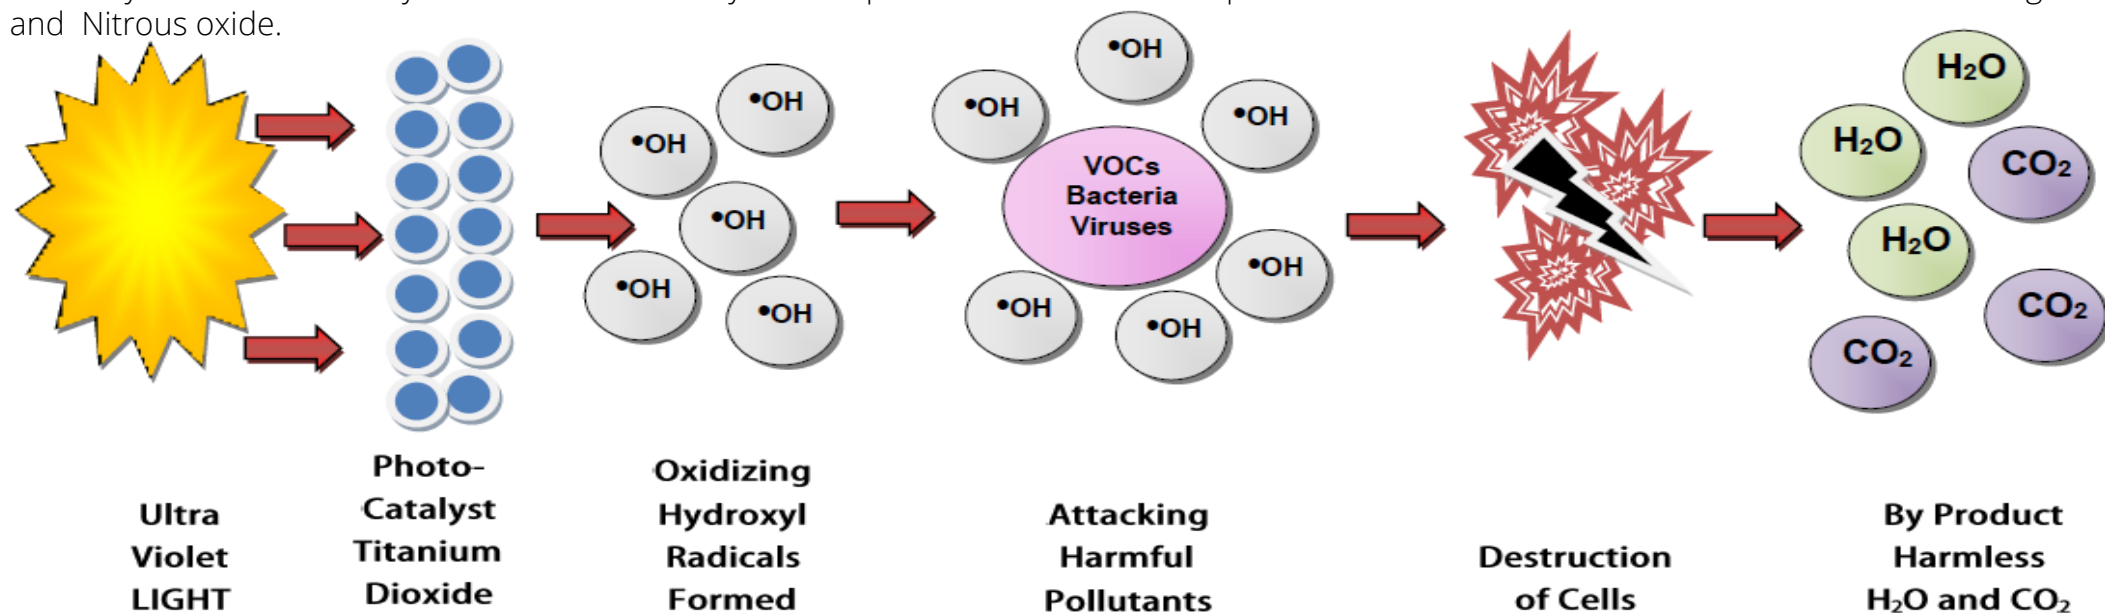 and Nitrous oxide.
•OH
•OH
•OH
•OH
•OH
•OH
•OH
•OH
•OH
•OH
•OH
VOCs
Bacteria
Viruses
H₂O
H₂O
CO₂
H₂O
CO₂
CO₂
Ultra
Violet
LIGHT
Photo-
Catalyst
Titanium
Dioxide
Oxidizing
Hydroxyl
Radicals
Formed
Attacking
Harmful
Pollutants
Destruction
of Cells
By Product
Harmless
H₂O and CO₂